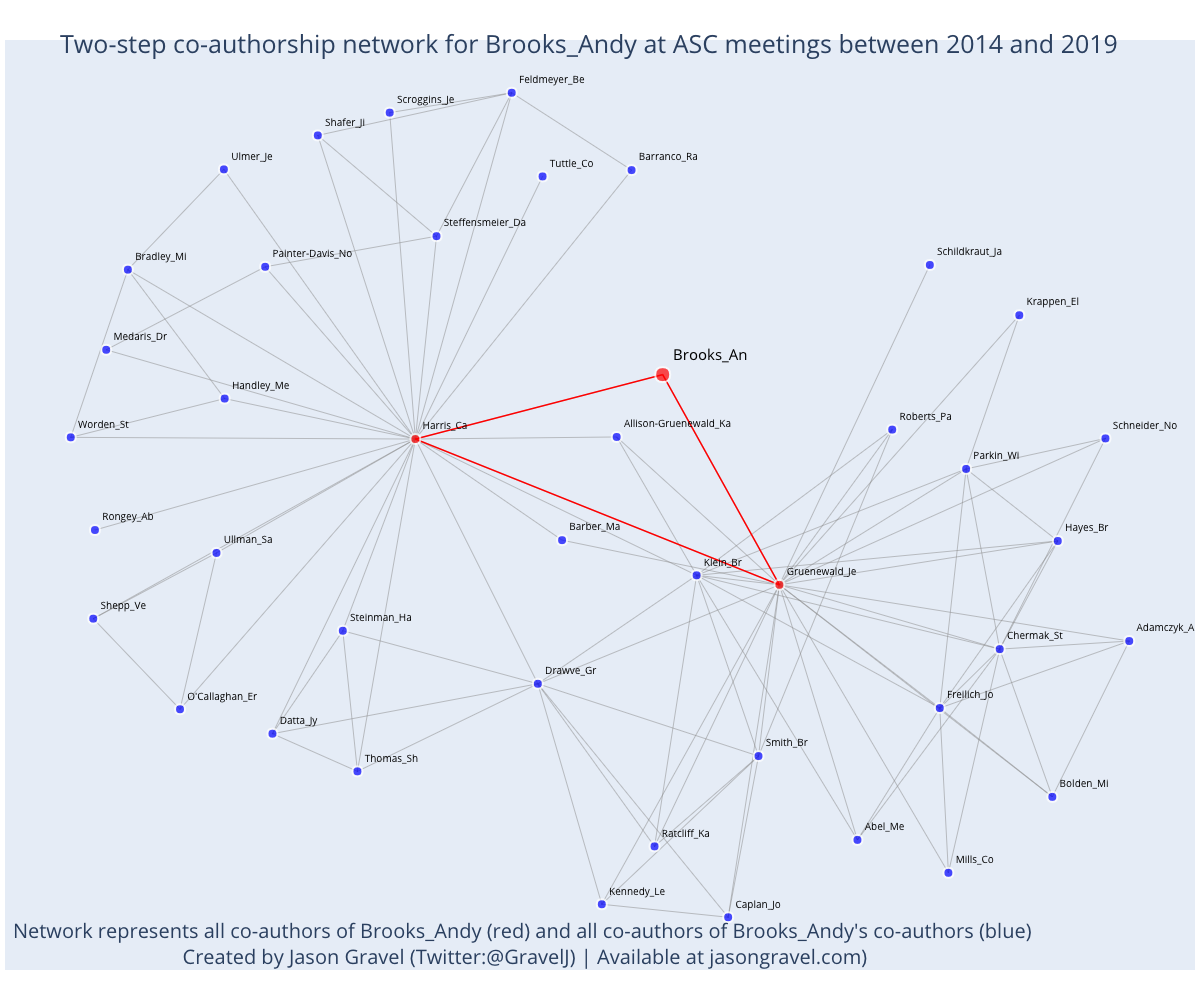 Two-step co-authorship network for Brooks_Andy at ASC meetings between 2014 and 2019
Feldmeyer_Be
Scroggins_Je
Shafer_Ji
Ulmer_Je
Tuttle_Co
Barranco_Ra
Steffensmeier_Da
Painter-Davis_No
Bradley_Mi
Schildkraut_Ja
Krappen_El
Medaris_Dr
Brooks_An
Handley_Me
Worden_St
Harris_Ca
Allison-Gruenewald_Ka
Roberts_Pa
Schneider_No
Parkin_Wi
Rongey_Ab
Ullman_Sa
Barber_Ma
Hayes_Br
Klein_Br
Gruenewald_Je
Shepp_Ve
Steinman_Ha
Chermak_St
Adamczyk_A
Drawve_Gr
O'Callaghan_Er
Freilich_Jo
Datta_Jy
Thomas_Sh
Smith_Br
Bolden_Mi
Ratcliff_Ka
Abel_Me
Mills_Co
Kennedy_Le
Caplan_Jo
Network represents all co-authors of Brooks_Andy (red) and all co-authors of Brooks_Andy's co-authors (blue)
Created by Jason Gravel (Twitter:@GravelJ) | Available at jasongravel.com)